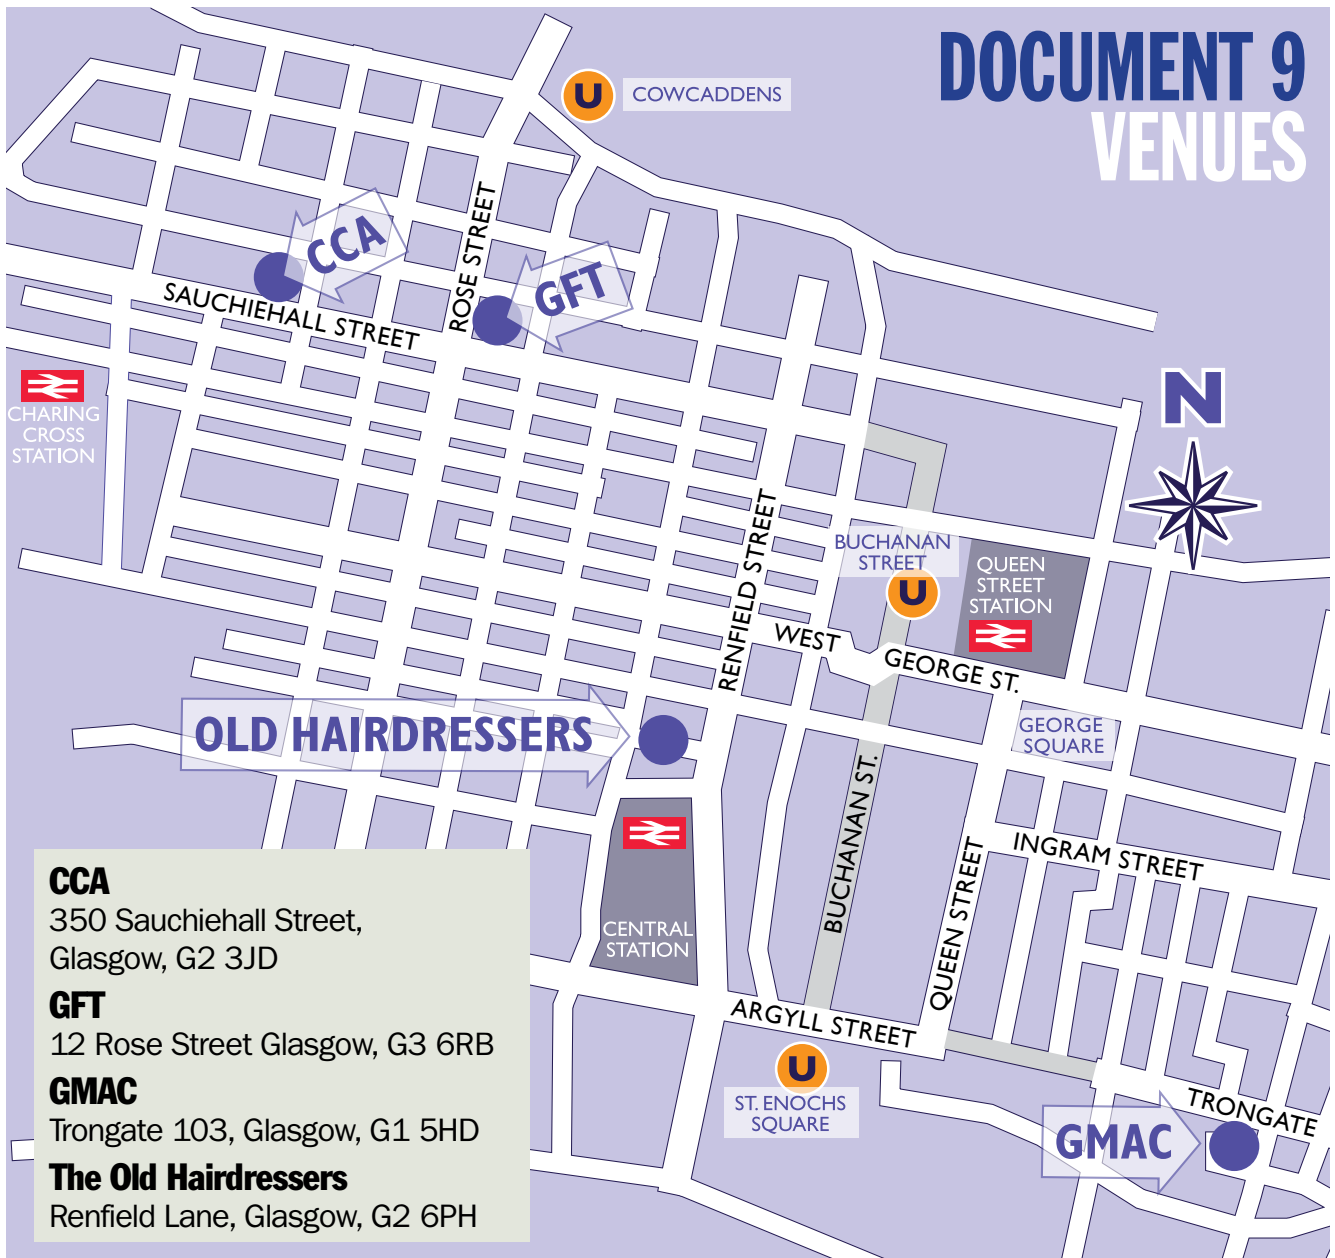 DOCUMENT 9
VENUES
U
COWCADDENS
CCA
ROSE STREET
GFT
SAUCHIEHALL STREET
CHARING
CROSS
STATION
N
RENFIELD STREET
BUCHANAN
STREET
U
QUEEN
STREET
STATION
WEST
GEORGE ST.
OLD HAIRDRESSERS
GEORGE
SQUARE
BUCHANAN ST.
INGRAM STREET
QUEEN STREET
CENTRAL
STATION
ARGYLL STREET
U
ST. ENOCHS
SQUARE
TRONGATE
GMAC
CCA
350 Sauchiehall Street,
Glasgow, G2 3JD
GFT
12 Rose Street Glasgow, G3 6RB
GMAC
Trongate 103, Glasgow, G1 5HD
The Old Hairdressers
Renfield Lane, Glasgow, G2 6PH